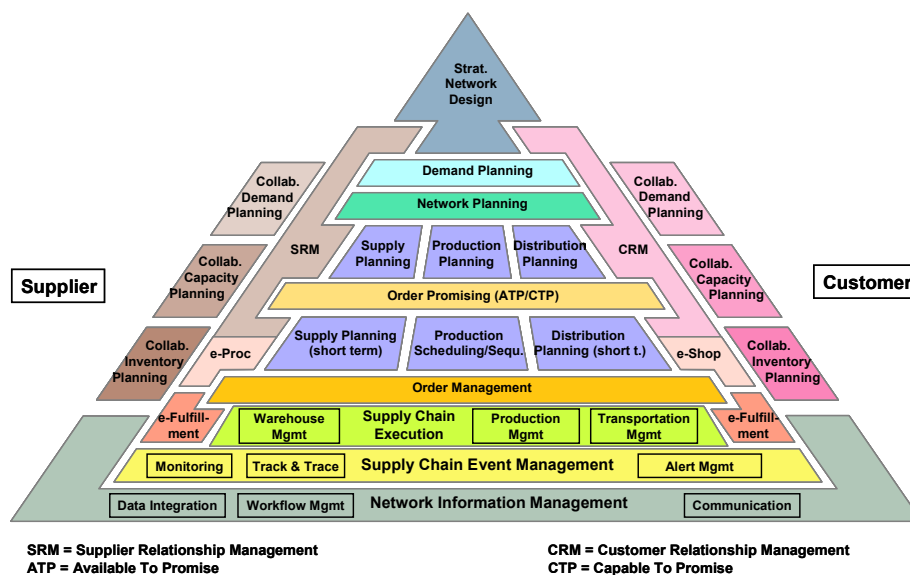 Strat.
Network
Design
Demand Planning
Network Planning
Collab.
Demand
Planning
Collab.
Demand
Planning
SRM
Supply
Planning
Production
Planning
Distribution
Planning
CRM
Supplier
Collab.
Capacity
Planning
Collab.
Capacity
Planning
Customer
Order Promising (ATP/CTP)
Collab.
Inventory
Planning
e-Proc
Supply Planning
(short term)
Production
Scheduling/Sequ.
Distribution
Planning (short t.)
e-Shop
Collab.
Inventory
Planning
Order Management
e-Fulfill-
ment
Warehouse
Mgmt
Supply Chain
Execution
Production
Mgmt
Transportation
Mgmt
e-Fulfill-
ment
Monitoring
Track & Trace
Supply Chain Event Management
Alert Mgmt
Data Integration
Workflow Mgmt
Network Information Management
Communication
SRM = Supplier Relationship Management
ATP = Available To Promise
CRM = Customer Relationship Management
CTP = Capable To Promise